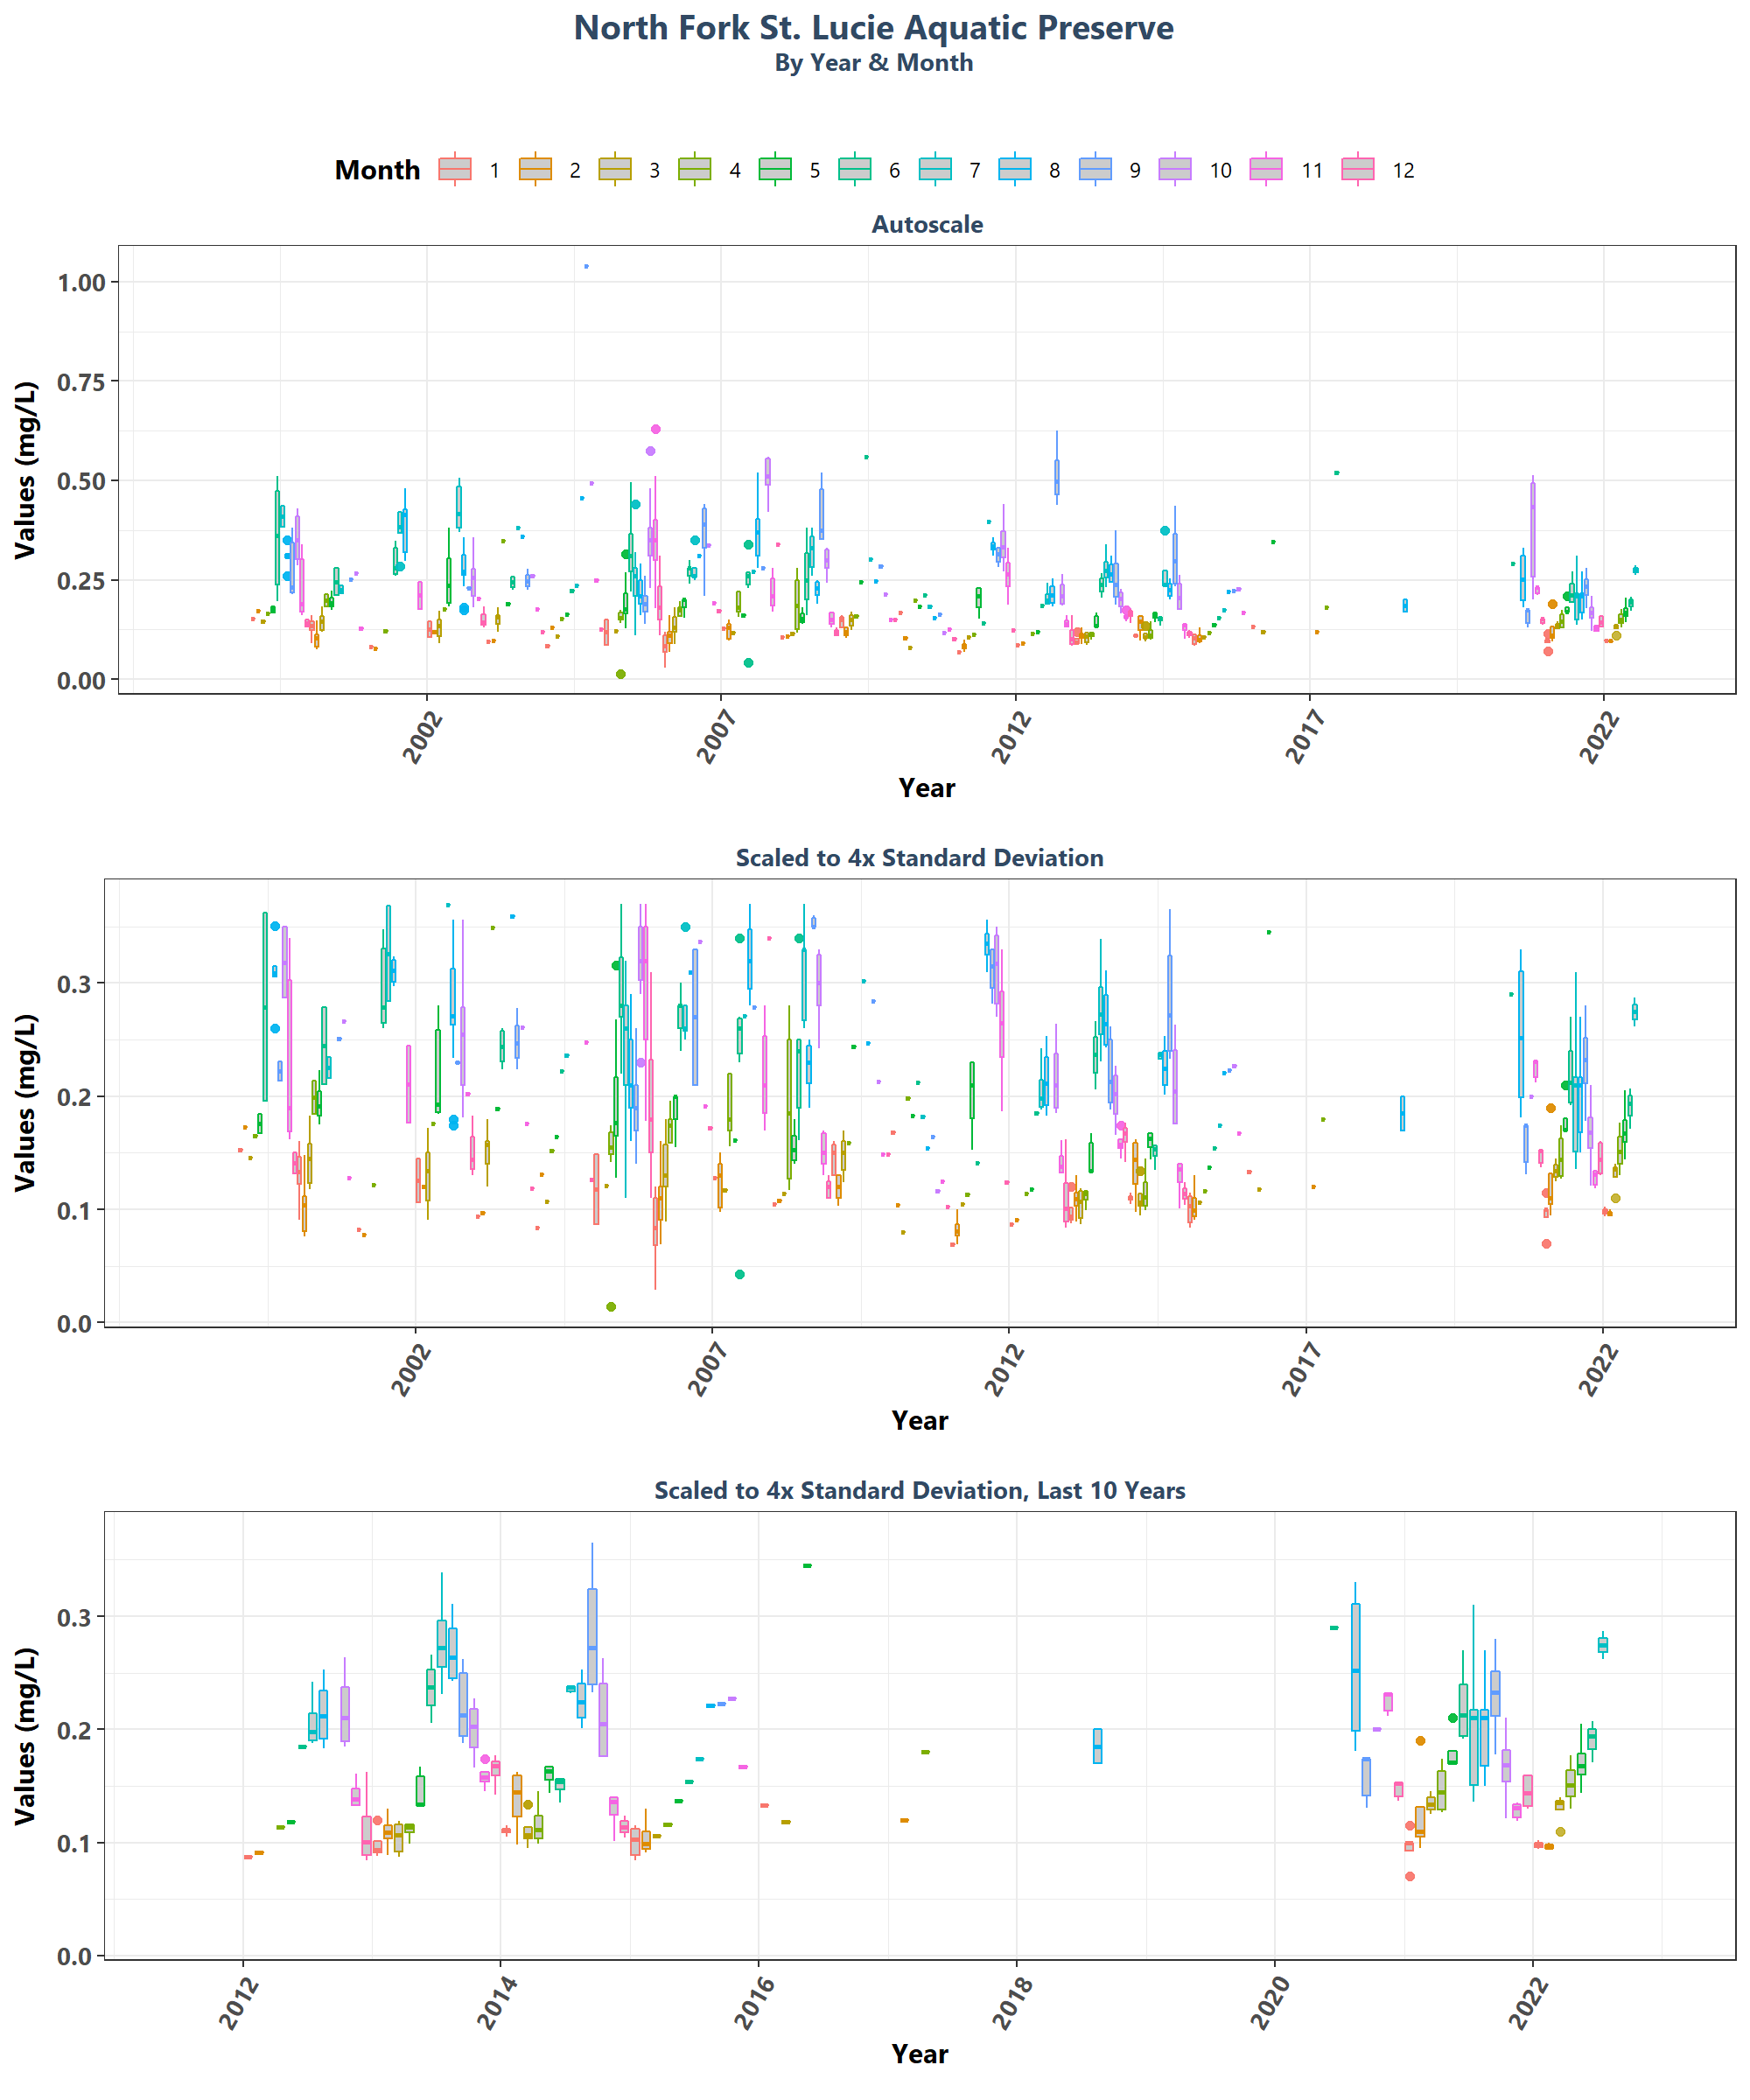 North Fork St. Lucie Aquatic Preserve
By Year & Month
Month 1 2 3 4 5 6 7 8 9 10 11 12
Autoscale
Values (mg/L)
1.00
0.75
0.50
0.25
0.00
2002 2007 2012 2017 2022
Year
Scaled to 4x Standard Deviation
Values (mg/L)
0.3
0.2
0.1
0.0
2002 2007 2012 2017 2022
Year
Scaled to 4x Standard Deviation, Last 10 Years
Values (mg/L)
0.3
0.2
0.1
0.0
2012 2014 2016 2018 2020 2022
Year